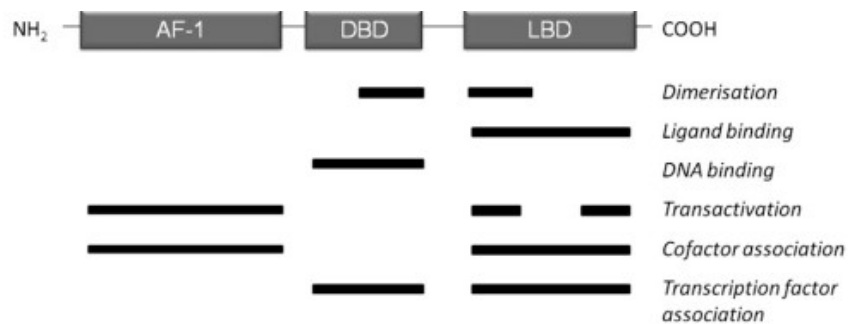 NH2 AF-1 DBD LBD COOH
Dimerisation
Ligand binding
DNA binding
Transactivation
Cofactor association
Transcription factor
association